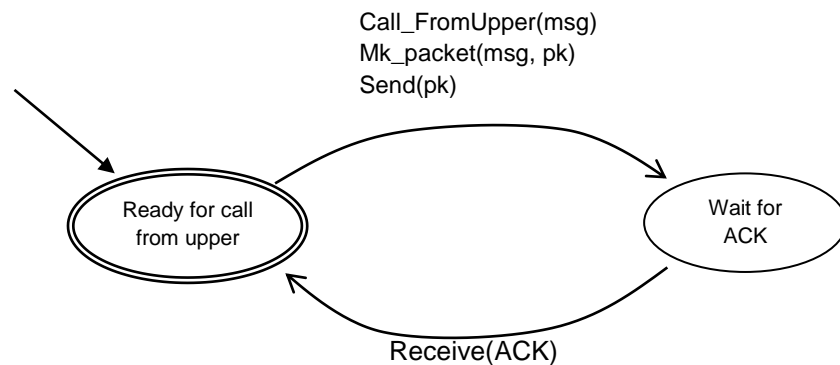 Call_FromUpper(msg)
Mk_packet(msg, pk)
Send(pk)
Ready for call
from upper
Wait for
ACK
Receive(ACK)